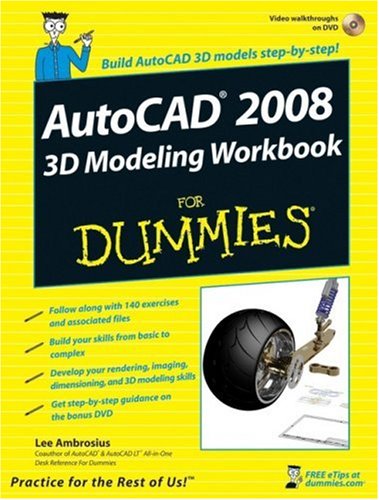 Video walkthroughs
on DVD
Build AutoCAD 3D models step-by-step!
AutoCAD® 2008
3D Modeling Workbook
FOR
DUMMIES®
Follow along with 140 exercises
and associated files
Build your skills from basic to
complex
Develop your rendering, imaging,
dimensioning, and 3D modeling skills
Get step-by-step guidance on
the bonus DVD
Lee Ambrosius
Coauthor of AutoCAD® & AutoCAD LT® All-in-One
Desk Reference For Dummies
Practice for the Rest of Us!™
FREE eTips at
dummies.com®